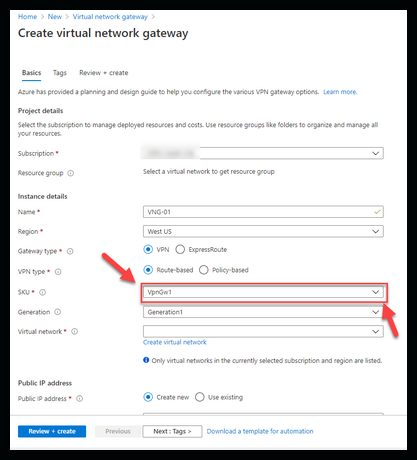 Home > New > Virtual network gateway >
Create virtual network gateway
Basics Tags Review + create
Azure has provided a planning and design guide to help you configure the various VPN gateway options. Learn more.
Project details
Select the subscription to manage deployed resources and costs. Use resource groups like folders to organize and manage all
your resources.
Subscription *
Resource group Select a virtual network to get resource group
Instance details
Name * VNG-01
Region * West US
Gateway type * VPN ExpressRoute
VPN type * Route-based Policy-based
SKU * VpnGw1
Generation Generation1
Virtual network *
Create virtual network
Only virtual networks in the currently selected subscription and region are listed.
Public IP address
Public IP address * Create new Use existing
Review + create Previous Next : Tags > Download a template for automation